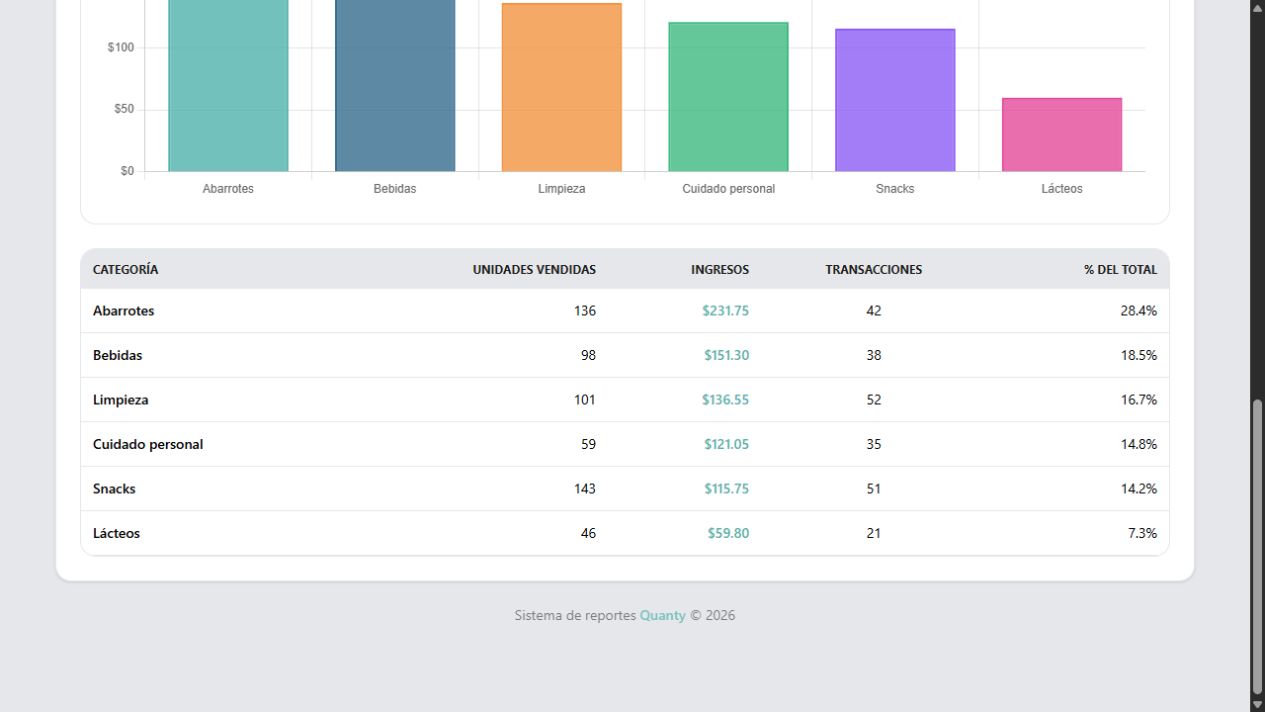 $100
$50
$0
Abarrotes Bebidas Limpieza Cuidado personal Snacks Lácteos
CATEGORÍA UNIDADES VENDIDAS INGRESOS TRANSACCIONES % DEL TOTAL
Abarrotes 136 $231.75 42 28.4%
Bebidas 98 $151.30 38 18.5%
Limpieza 101 $136.55 52 16.7%
Cuidado personal 59 $121.05 35 14.8%
Snacks 143 $115.75 51 14.2%
Lácteos 46 $59.80 21 7.3%
Sistema de reportes Quanty © 2026